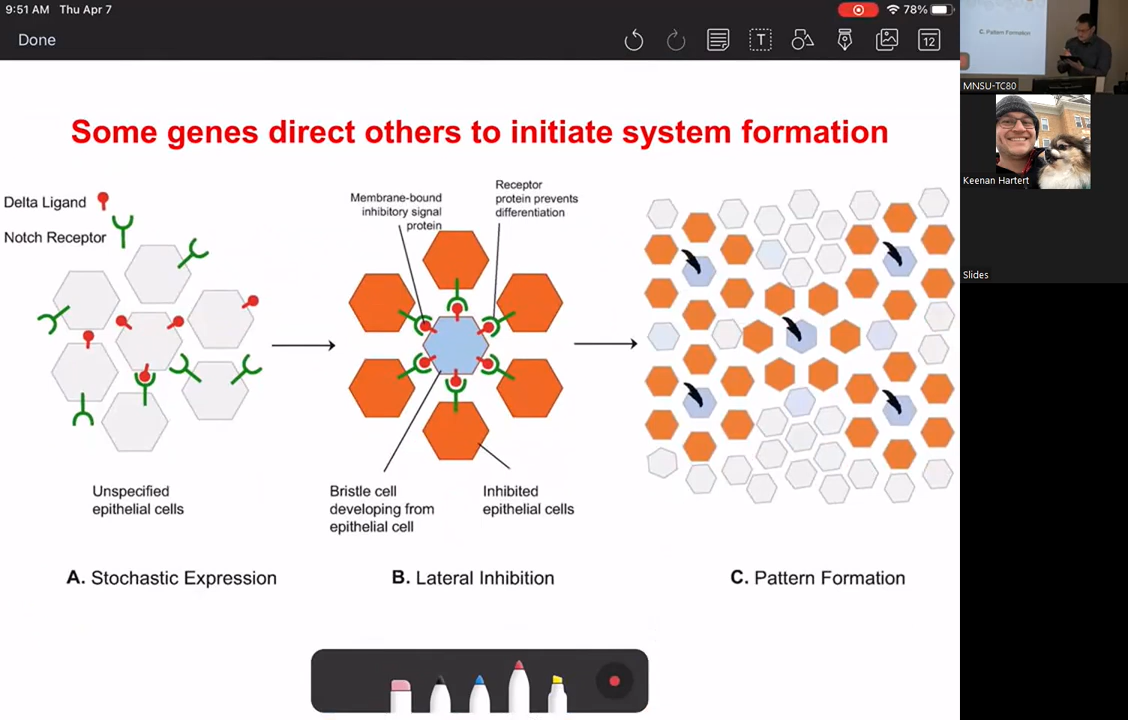 9:51 AM Thu Apr 7
78%
Done
T
12
Some genes direct others to initiate system formation
Delta Ligand
Notch Receptor
Membrane-bound
inhibitory signal
protein
Receptor
protein prevents
differentiation
Unspecified
epithelial cells
Bristle cell
developing from
epithelial cell
Inhibited
epithelial cells
A. Stochastic Expression
B. Lateral Inhibition
C. Pattern Formation
C. Pattern Formation
MNSU-TC80
Keenan Hartert
Slides